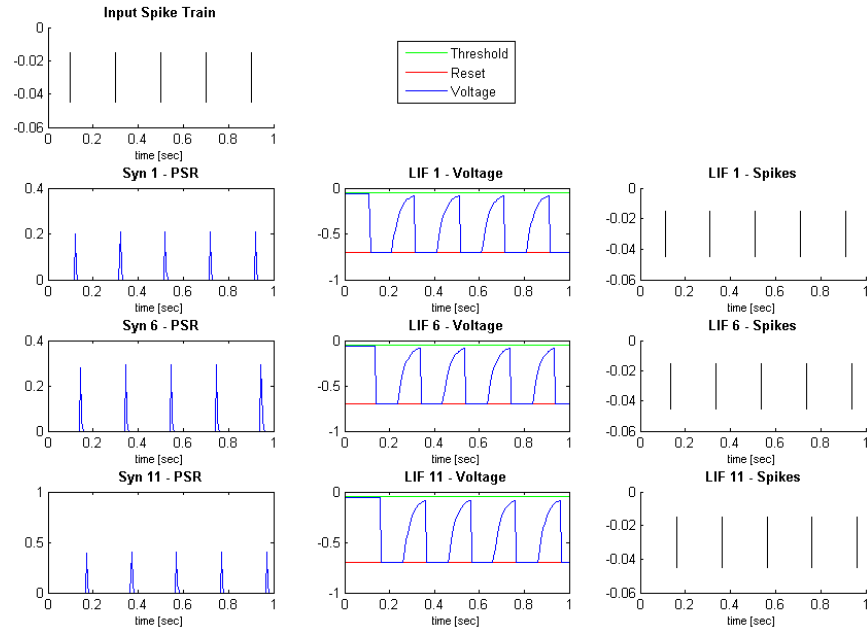 Input Spike Train
0
-0.02
-0.04
-0.06
0 0.2 0.4 0.6 0.8 1
time [sec]
Threshold
Reset
Voltage
Syn 1 - PSR
0.4
0.2
0
0 0.2 0.4 0.6 0.8 1
time [sec]
LIF 1 - Voltage
0
-0.5
-1
0 0.2 0.4 0.6 0.8 1
time [sec]
LIF 1 - Spikes
0
-0.02
-0.04
-0.06
0 0.2 0.4 0.6 0.8 1
time [sec]
Syn 6 - PSR
0.4
0.2
0
0 0.2 0.4 0.6 0.8 1
time [sec]
LIF 6 - Voltage
0
-0.5
-1
0 0.2 0.4 0.6 0.8 1
time [sec]
LIF 6 - Spikes
0
-0.02
-0.04
-0.06
0 0.2 0.4 0.6 0.8 1
time [sec]
Syn 11 - PSR
1
0.5
0
0 0.2 0.4 0.6 0.8 1
time [sec]
LIF 11 - Voltage
0
-0.5
-1
0 0.2 0.4 0.6 0.8 1
time [sec]
LIF 11 - Spikes
0
-0.02
-0.04
-0.06
0 0.2 0.4 0.6 0.8 1
time [sec]